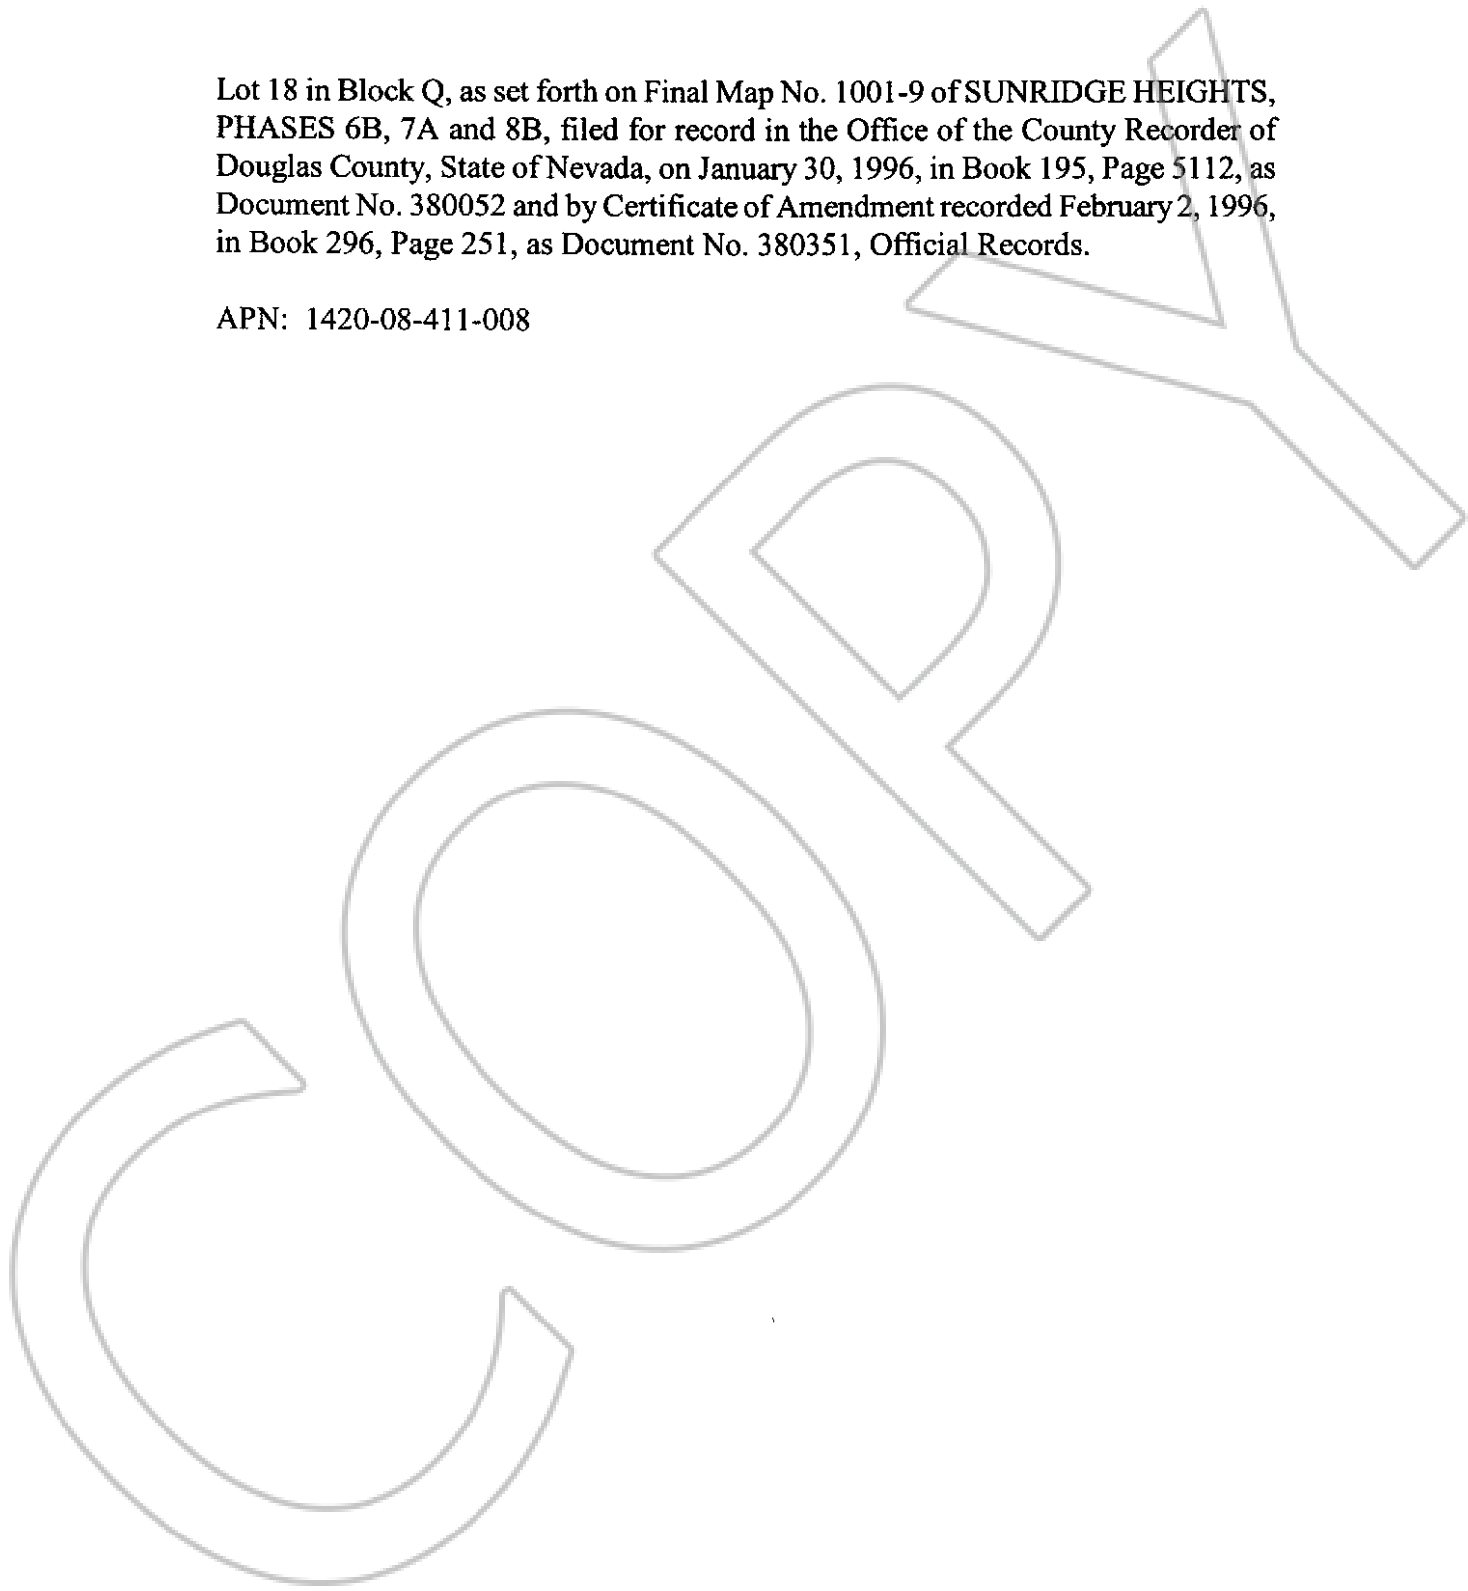 Lot 18 in Block Q, as set forth on Final Map No. 1001-9 of SUNRIDGE HEIGHTS,
PHASES 6B, 7A and 8B, filed for record in the Office of the County Recorder of
Douglas County, State of Nevada, on January 30, 1996, in Book 195, Page 5112, as
Document No. 380052 and by Certificate of Amendment recorded February 2, 1996,
in Book 296, Page 251, as Document No. 380351, Official Records.
APN: 1420-08-411-008
COPY